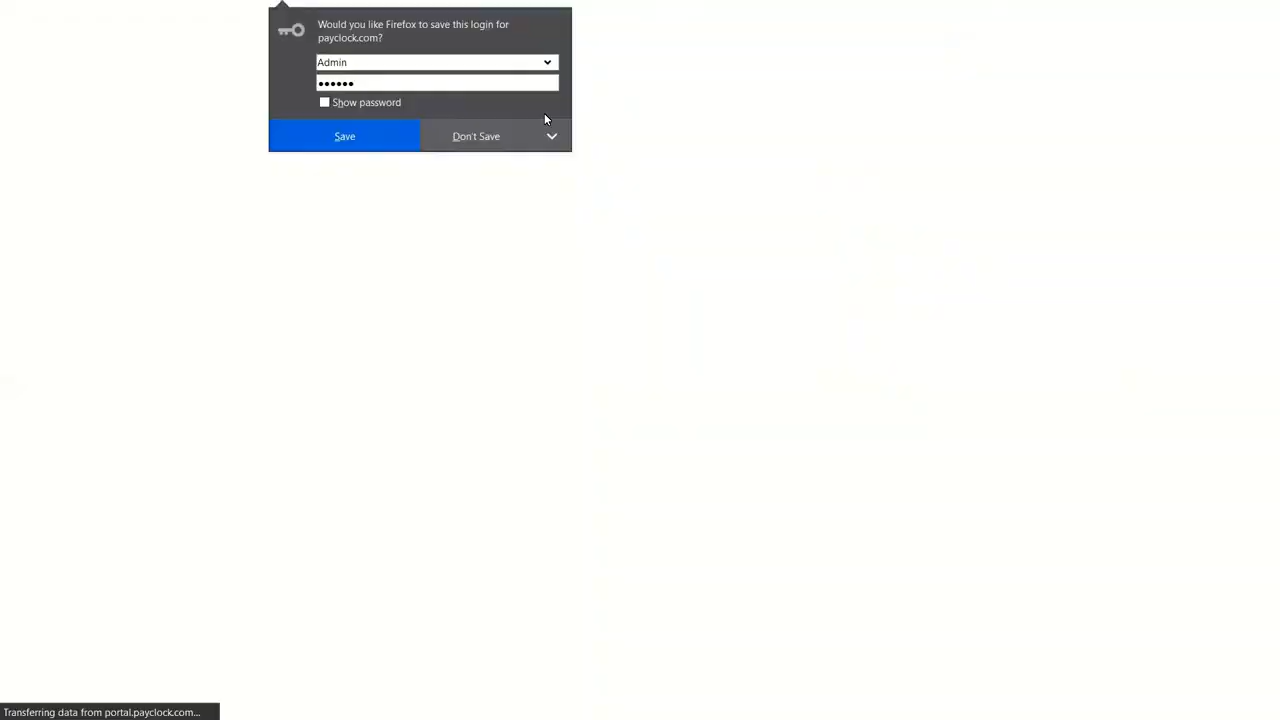 Would you like Firefox to save this login for
payclock.com?
Admin
••••••
Show password
Save
Don't Save
Transferring data from portal.payclock.com...